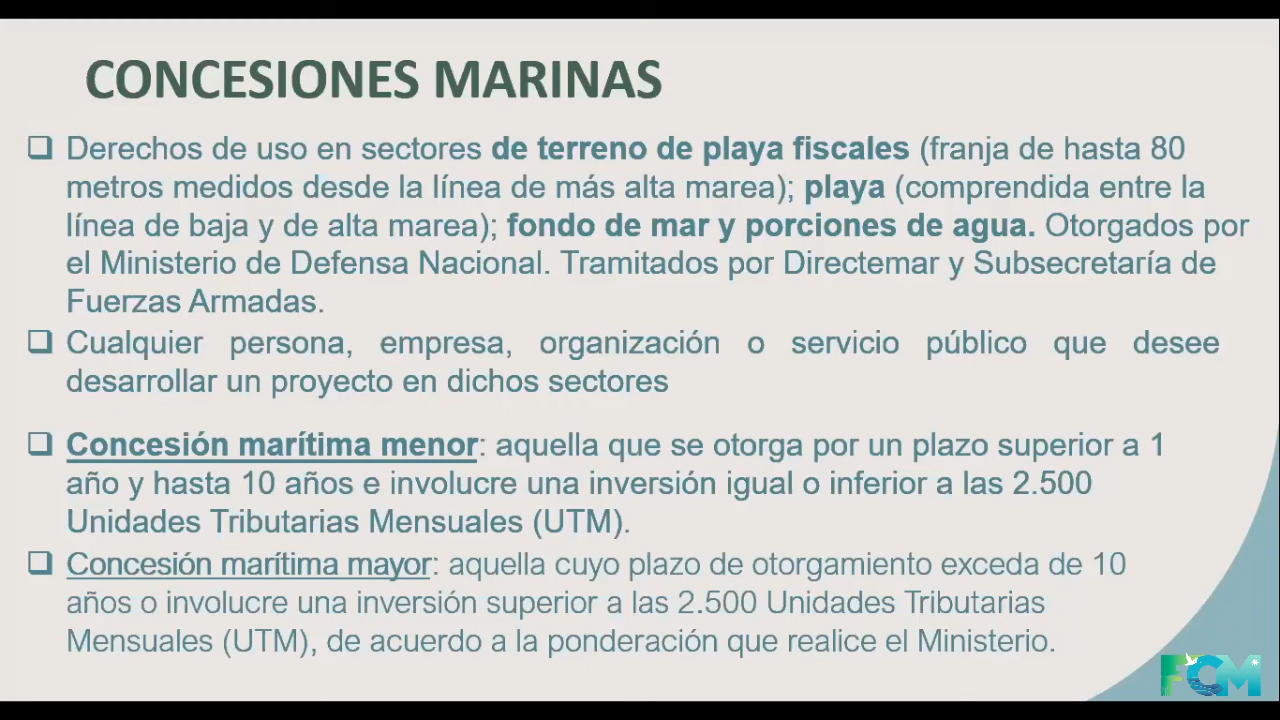 CONCESIONES MARINAS
❑ Derechos de uso en sectores de terreno de playa fiscales (franja de hasta 80
metros medidos desde la línea de más alta marea); playa (comprendida entre la
línea de baja y de alta marea); fondo de mar y porciones de agua. Otorgados por
el Ministerio de Defensa Nacional. Tramitados por Directemar y Subsecretaría de
Fuerzas Armadas.
❑ Cualquier persona, empresa, organización o servicio público que desee
desarrollar un proyecto en dichos sectores
❑ Concesión marítima menor: aquella que se otorga por un plazo superior a 1
año y hasta 10 años e involucre una inversión igual o inferior a las 2.500
Unidades Tributarias Mensuales (UTM).
❑ Concesión marítima mayor: aquella cuyo plazo de otorgamiento exceda de 10
años o involucre una inversión superior a las 2.500 Unidades Tributarias
Mensuales (UTM), de acuerdo a la ponderación que realice el Ministerio.
FCM